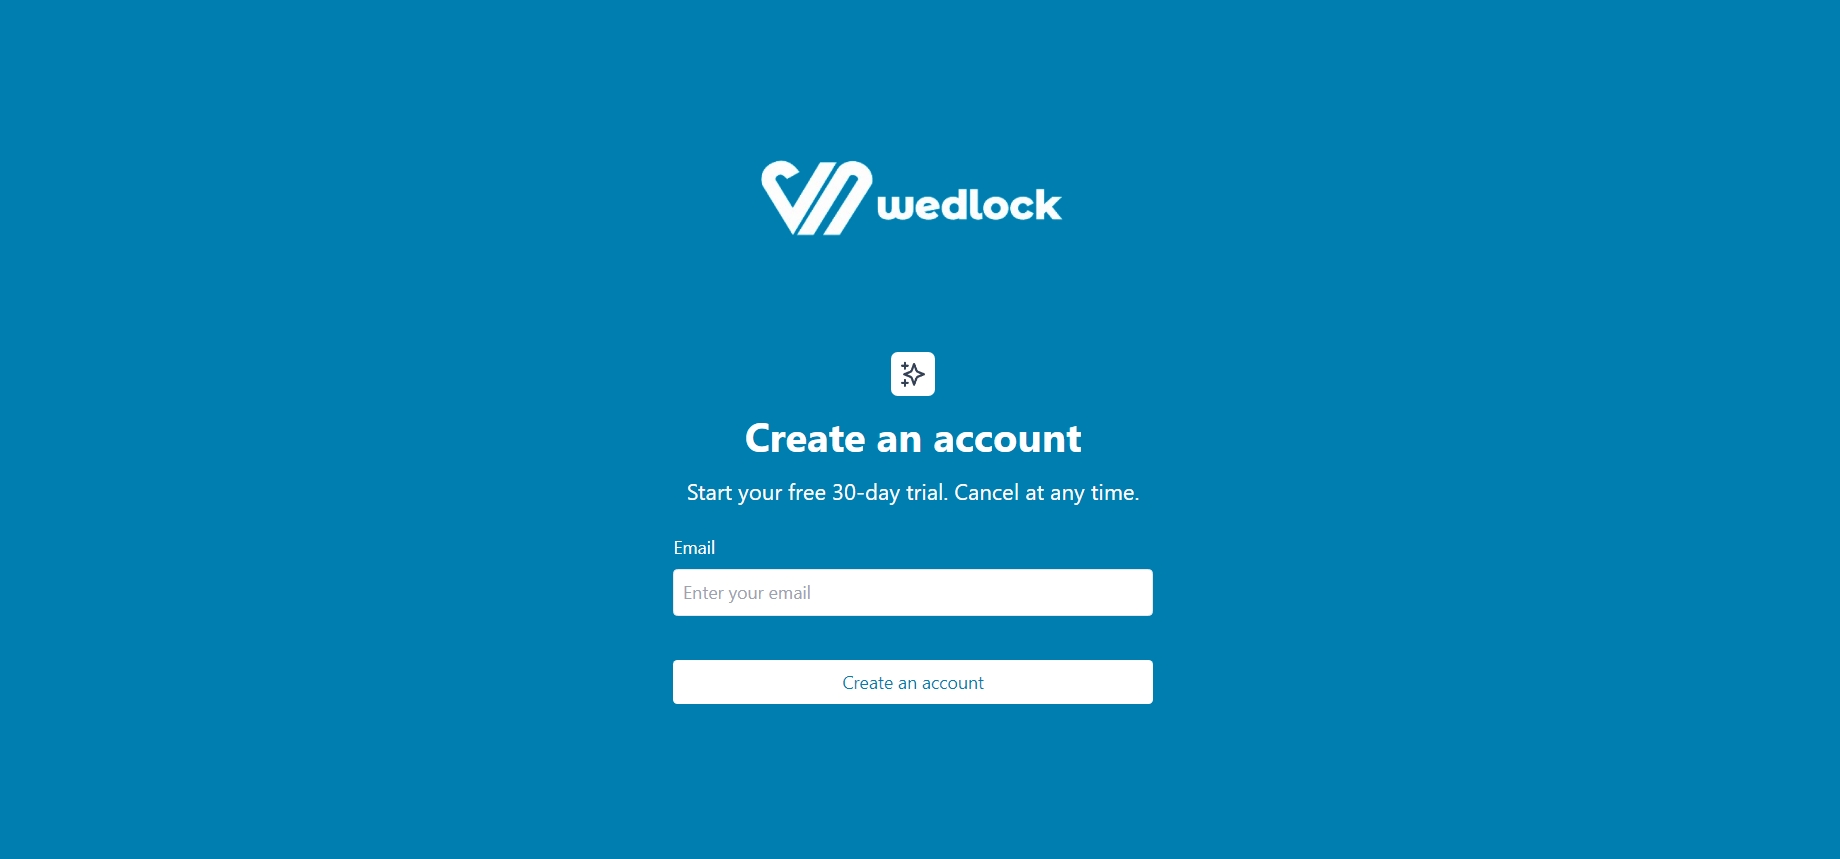 wedlock
Create an account
Start your free 30-day trial. Cancel at any time.
Email
Enter your email
Create an account